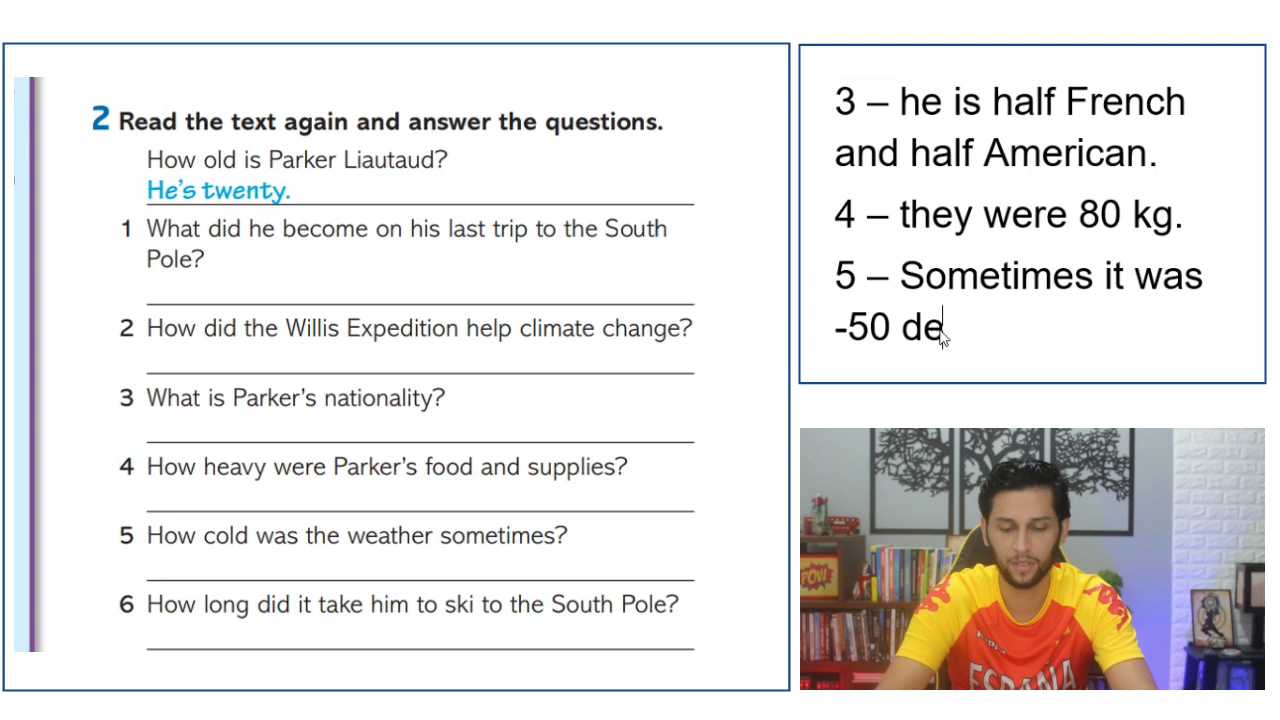 2 Read the text again and answer the questions.
How old is Parker Liautaud?
He's twenty.
1 What did he become on his last trip to the South
Pole?
2 How did the Willis Expedition help climate change?
3 What is Parker's nationality?
4 How heavy were Parker's food and supplies?
5 How cold was the weather sometimes?
6 How long did it take him to ski to the South Pole?
3 – he is half French
and half American.
4 – they were 80 kg.
5 – Sometimes it was
-50 de
POW
ESPAÑA